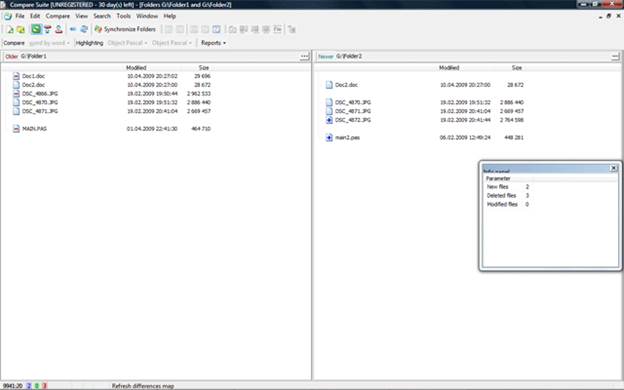 Compare Suite [UNREGISTERED - 30 day(s) left] - [Folders G:\Folder1 and G:\Folder2]
File Edit Compare View Search Tools Window Help
Synchronize Folders
Compare word by word Highlighting Object Pascal Object Pascal Reports
Older G:\Folder1
Newer G:\Folder2
Modified Size
Doc1.doc 10.04.2009 20:27:02 29 696
Doc2.doc 10.04.2009 20:27:00 28 672
DSC_4866.JPG 19.02.2009 19:50:44 2 962 533
DSC_4870.JPG 19.02.2009 19:51:32 2 886 440
DSC_4871.JPG 19.02.2009 20:41:04 2 669 457
MAIN.PAS 01.04.2009 22:41:30 464 710
Modified Size
Doc2.doc 10.04.2009 20:27:00 28 672
DSC_4870.JPG 19.02.2009 19:51:32 2 886 440
DSC_4871.JPG 19.02.2009 20:41:04 2 669 457
DSC_4872.JPG 19.02.2009 20:41:44 2 764 598
main2.pas 06.02.2009 12:49:24 448 281
Info panel
Parameter
New files 2
Deleted files 3
Modified files 0
9941:20 2 0 3 Refresh differences map